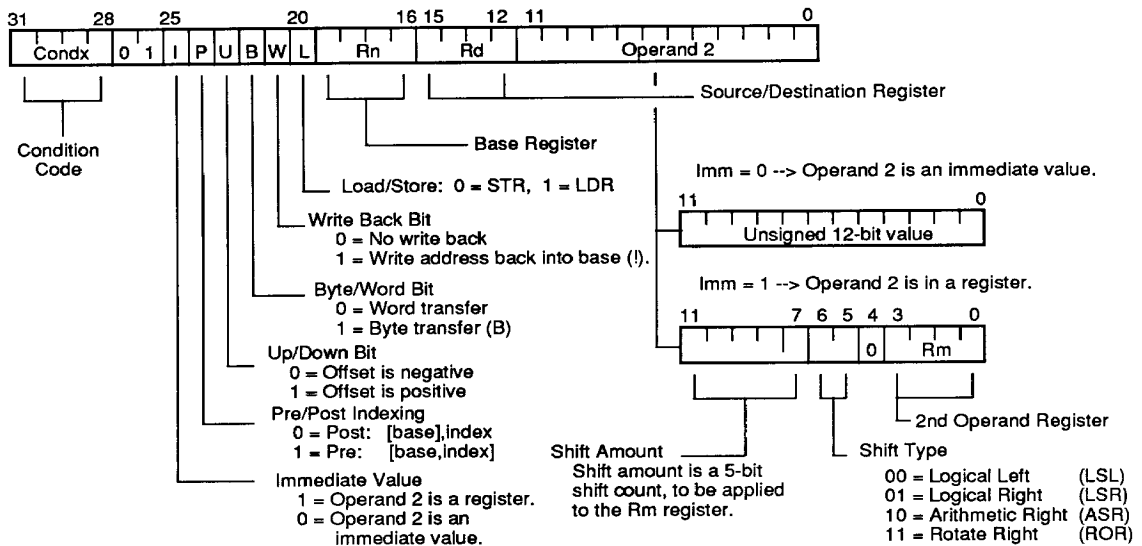 31 28 25 20 16 15 12 11 0
Condx 0 1 I P U B W L Rn Rd Operand 2
Source/Destination Register
Condition
Code
Base Register
Imm = 0 --> Operand 2 is an immediate value.
Load/Store: 0 = STR, 1 = LDR
11 0
Unsigned 12-bit value
Write Back Bit
0 = No write back
1 = Write address back into base (!).
Imm = 1 --> Operand 2 is in a register.
Byte/Word Bit
0 = Word transfer
1 = Byte transfer (B)
11 7 6 5 4 3 0
0 Rm
Up/Down Bit
0 = Offset is negative
1 = Offset is positive
Pre/Post Indexing
0 = Post: [base],index
1 = Pre: [base,index]
2nd Operand Register
Shift Amount
Shift amount is a 5-bit
shift count, to be applied
to the Rm register.
Shift Type
00 = Logical Left (LSL)
01 = Logical Right (LSR)
10 = Arithmetic Right (ASR)
11 = Rotate Right (ROR)
Immediate Value
1 = Operand 2 is a register.
0 = Operand 2 is an
immediate value.